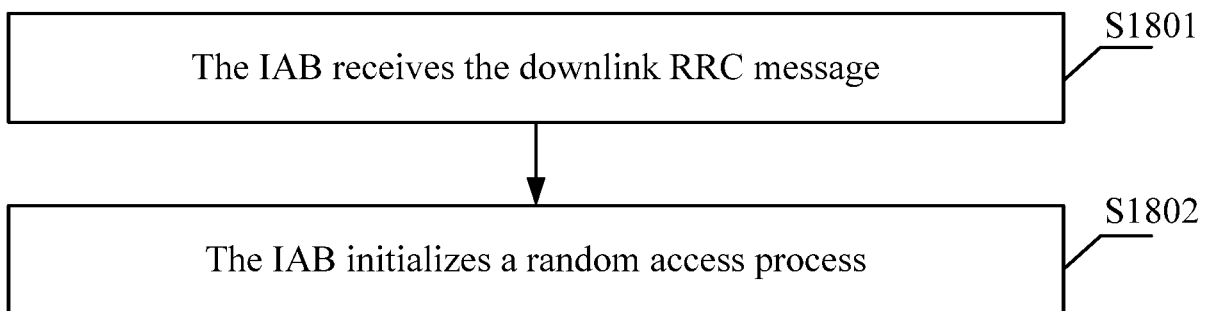 S1801
The IAB receives the downlink RRC message
S1802
The IAB initializes a random access process